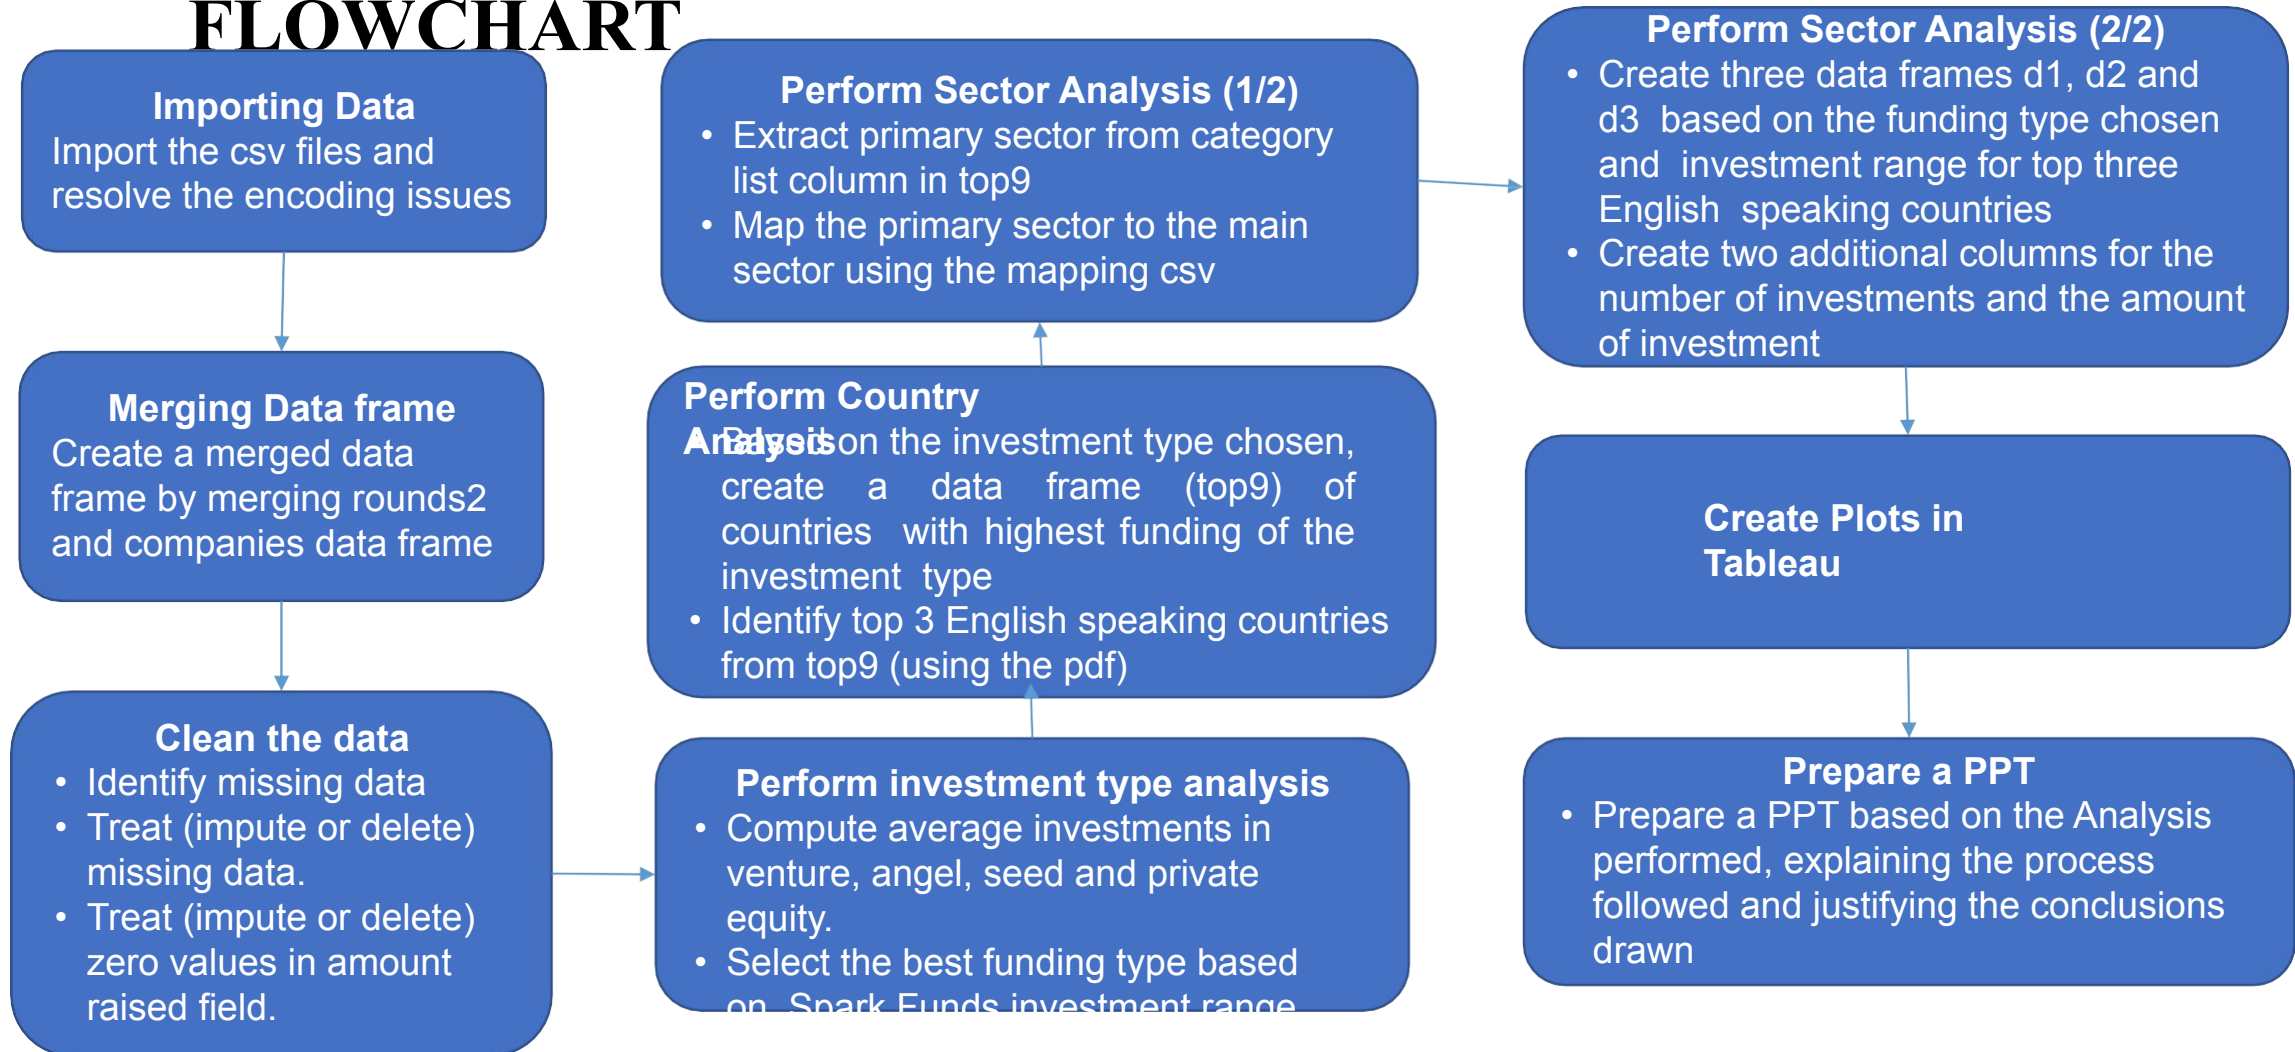 FLOWCHART
Importing Data
Import the csv files and
resolve the encoding issues
Merging Data frame
Create a merged data
frame by merging rounds2
and companies data frame
Clean the data
• Identify missing data
• Treat (impute or delete)
missing data.
• Treat (impute or delete)
zero values in amount
raised field.
Perform investment type analysis
• Compute average investments in
venture, angel, seed and private
equity.
• Select the best funding type based
on Spark Funds investment range
Perform Country
Analysis
• Based on the investment type chosen,
create a data frame (top9) of
countries with highest funding of the
investment type
• Identify top 3 English speaking countries
from top9 (using the pdf)
Perform Sector Analysis (1/2)
• Extract primary sector from category
list column in top9
• Map the primary sector to the main
sector using the mapping csv
Perform Sector Analysis (2/2)
• Create three data frames d1, d2 and
d3 based on the funding type chosen
and investment range for top three
English speaking countries
• Create two additional columns for the
number of investments and the amount
of investment
Create Plots in
Tableau
Prepare a PPT
• Prepare a PPT based on the Analysis
performed, explaining the process
followed and justifying the conclusions
drawn